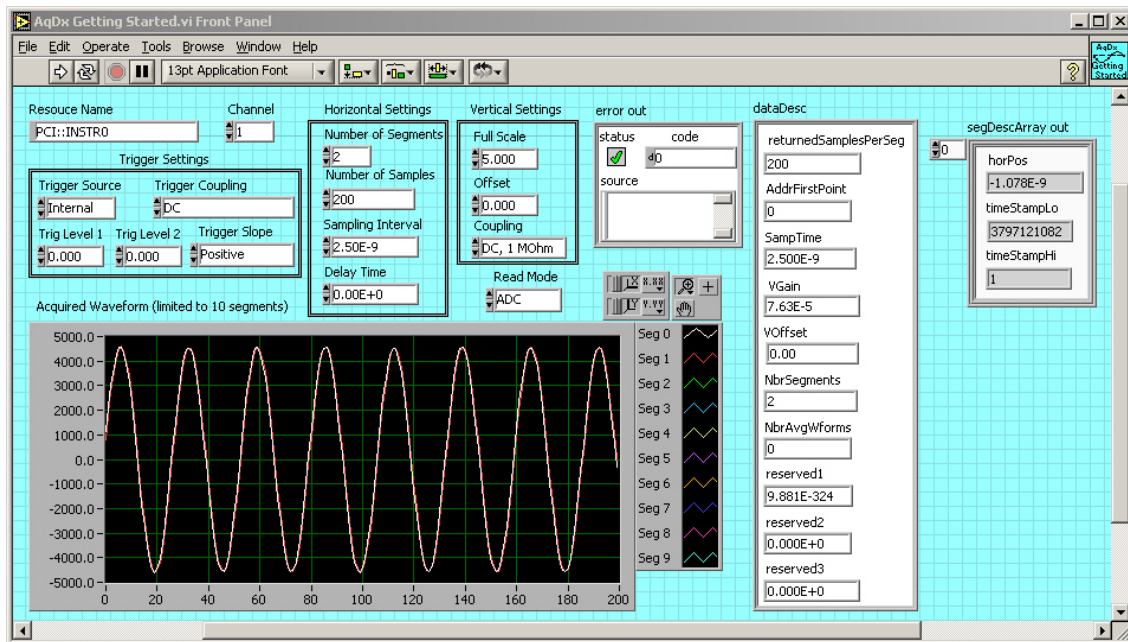 AqDx Getting Started.vi Front Panel
File Edit Operate Tools Browse Window Help
13pt Application Font
?
AqDx
Getting
Started
Resouce Name
PCI::INSTR0
Channel
1
Trigger Settings
Trigger Source
Internal
Trigger Coupling
DC
Trig Level 1
0.000
Trig Level 2
0.000
Trigger Slope
Positive
Horizontal Settings
Number of Segments
2
Number of Samples
200
Sampling Interval
2.50E-9
Delay Time
0.00E+0
Vertical Settings
Full Scale
5.000
Offset
0.000
Coupling
DC, 1 MOhm
Read Mode
ADC
error out
status
code
d0
source
dataDesc
returnedSamplesPerSeg
200
AddrFirstPoint
0
SampTime
2.500E-9
VGain
7.63E-5
VOffset
0.00
NbrSegments
2
NbrAvgWforms
0
reserved1
9.881E-324
reserved2
0.000E+0
reserved3
0.000E+0
0
segDescArray out
horPos
-1.078E-9
timeStampLo
3797121082
timeStampHi
1
Acquired Waveform (limited to 10 segments)
X X.XX
Y Y.YY
5000.0
4000.0
3000.0
2000.0
1000.0
0.0
-1000.0
-2000.0
-3000.0
-4000.0
-5000.0
0 20 40 60 80 100 120 140 160 180 200
Seg 0
Seg 1
Seg 2
Seg 3
Seg 4
Seg 5
Seg 6
Seg 7
Seg 8
Seg 9